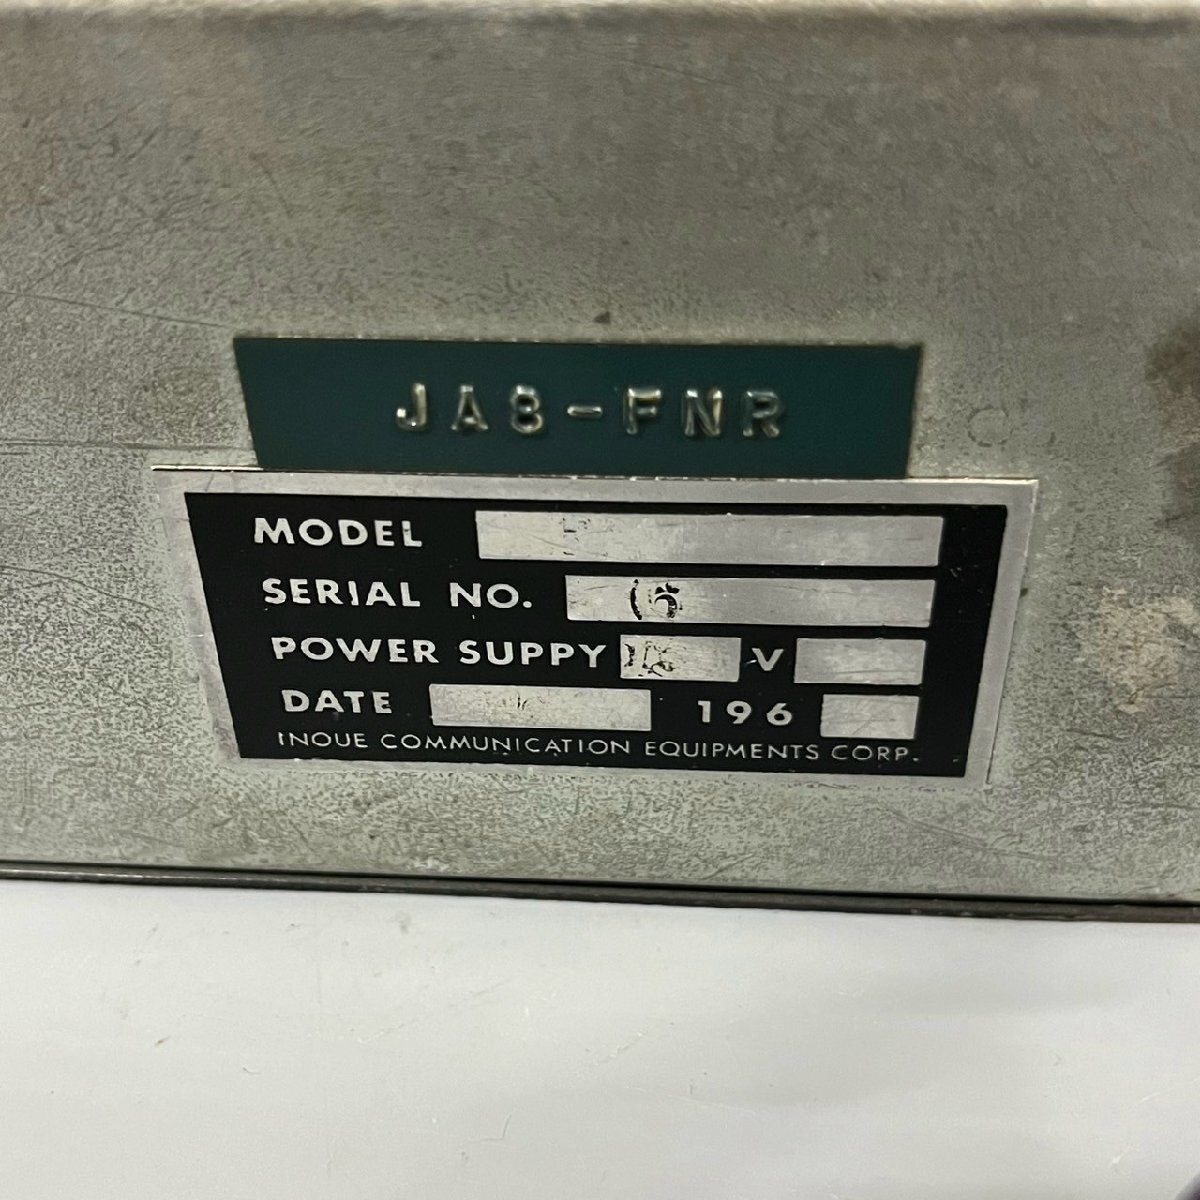 JA8-FNR
MODEL
SERIAL NO.
POWER SUPPY V
DATE 196
INOUE COMMUNICATION EQUIPMENTS CORP.